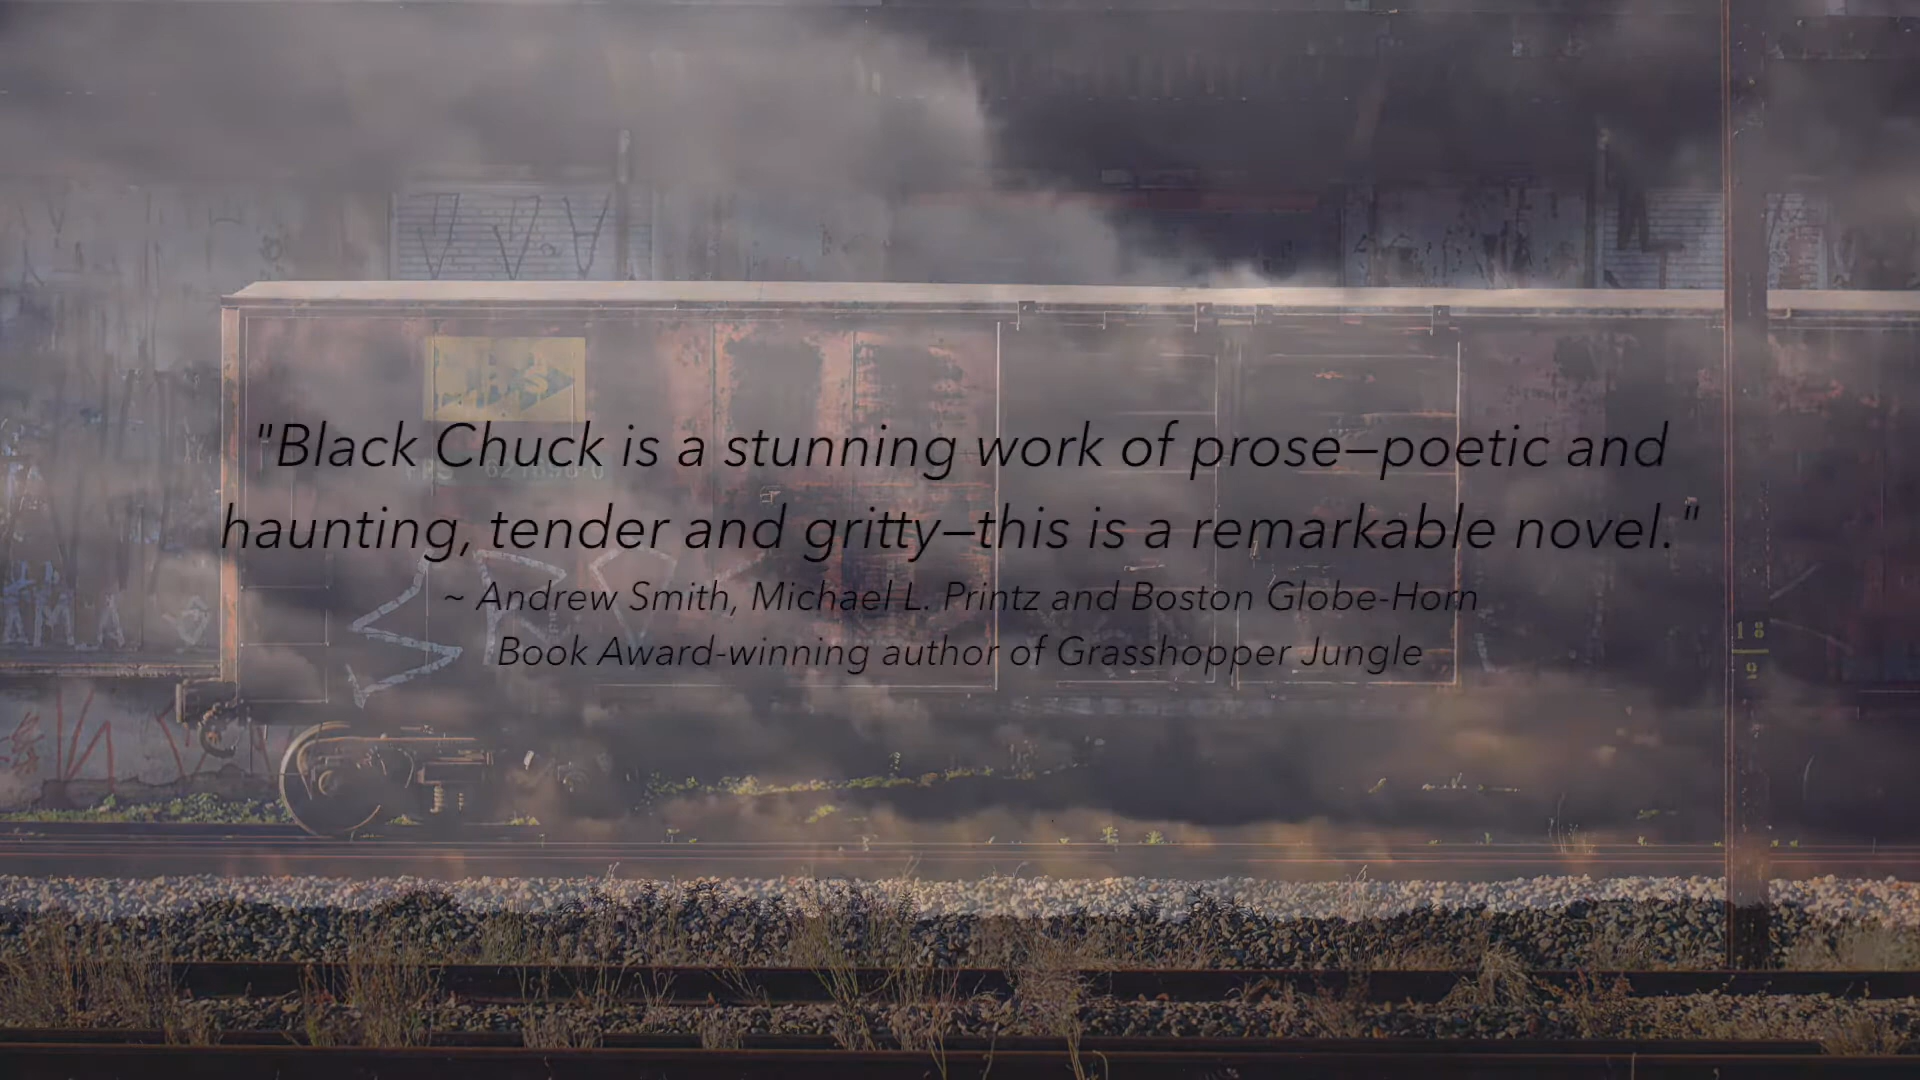 "Black Chuck is a stunning work of prose—poetic and
haunting, tender and gritty—this is a remarkable novel."
~ Andrew Smith, Michael L. Printz and Boston Globe-Horn
Book Award-winning author of Grasshopper Jungle